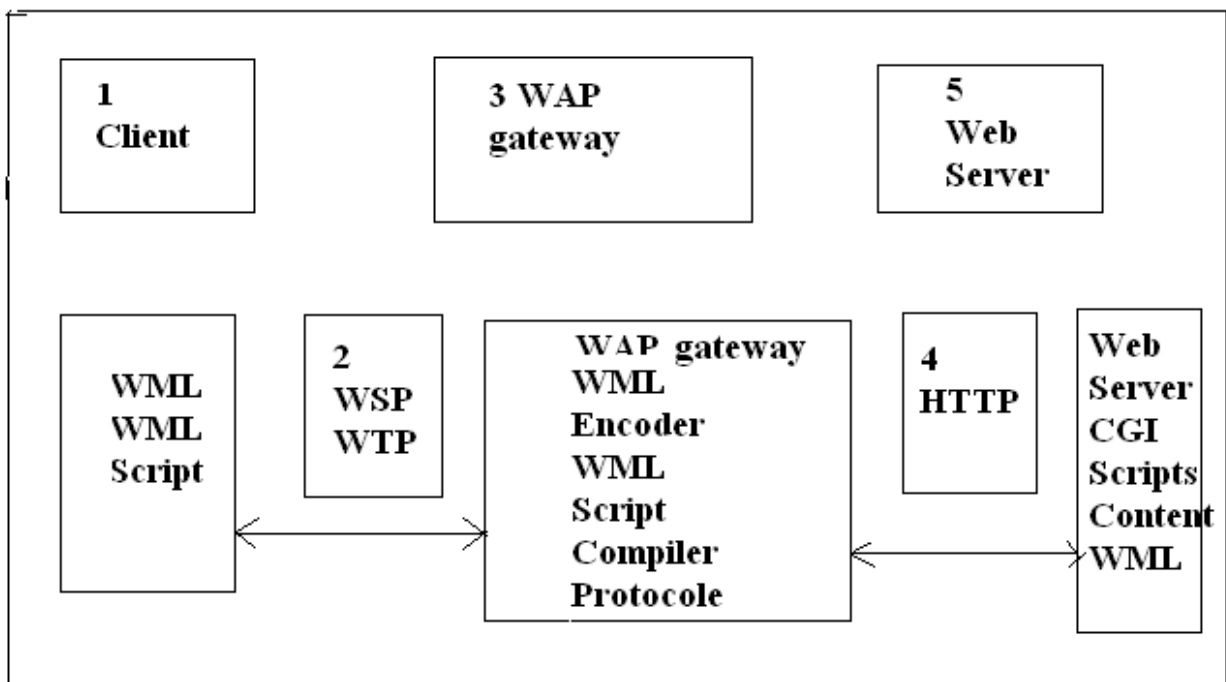 1
Client
3 WAP
gateway
5
Web
Server
WML
WML
Script
2
WSP
WTP
WAP gateway
WML
Encoder
WML
Script
Compiler
Protocole
4
HTTP
Web
Server
CGI
Scripts
Content
WML